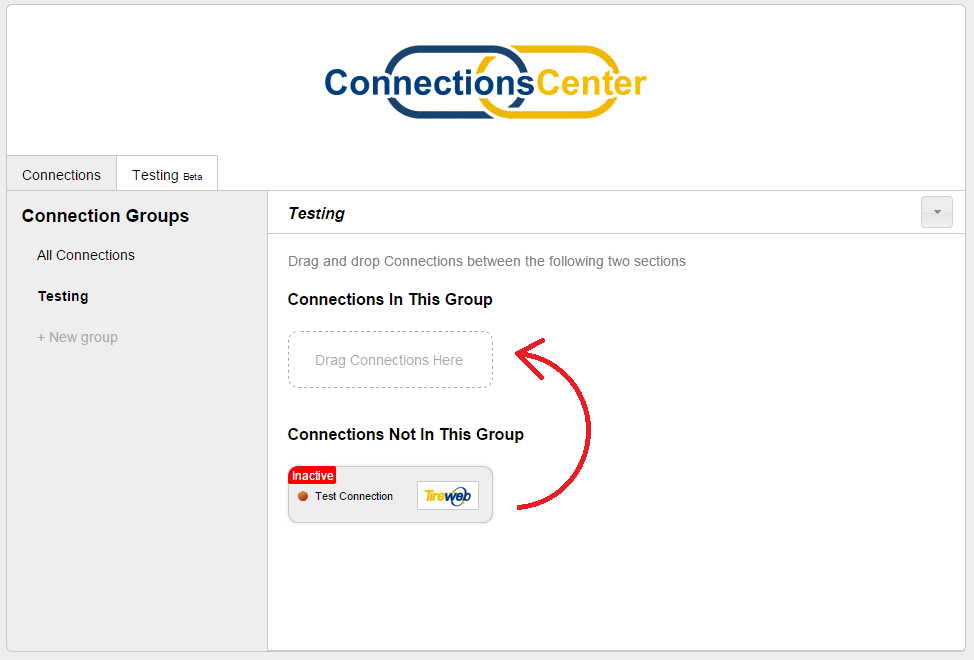 ConnectionsCenter
Connections
Testing Beta
Connection Groups
All Connections
Testing
+ New group
Testing
Drag and drop Connections between the following two sections
Connections In This Group
Drag Connections Here
Connections Not In This Group
Inactive
Test Connection
Tireweb